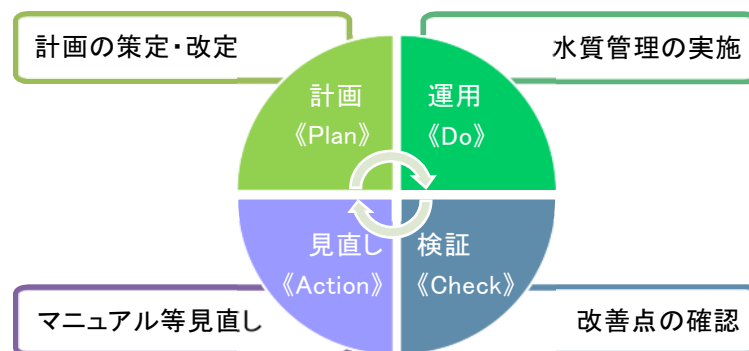 計画の策定・改定
水質管理の実施
計画
《Plan》
運用
《Do》
見直し
《Action》
検証
《Check》
マニュアル等見直し
改善点の確認